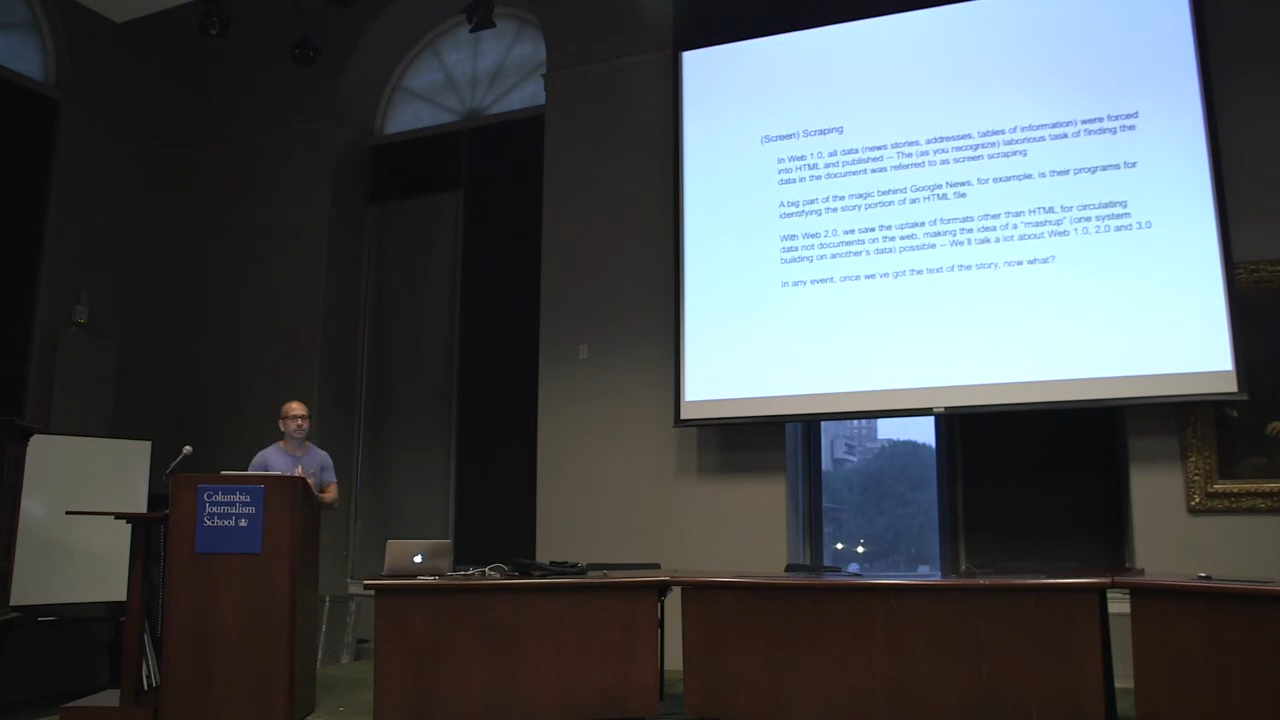 (Screen) Scraping
In Web 1.0, all data (news stories, addresses, tables of information) were forced
into HTML and published – The (as you recognize) laborious task of finding the
data in the document was referred to as screen scraping
A big part of the magic behind Google News, for example, is their programs for
identifying the story portion of an HTML file
With Web 2.0, we saw the uptake of formats other than HTML for circulating
data not documents on the web, making the idea of a "mashup" (one system
building on another's data) possible – We'll talk a lot about Web 1.0, 2.0 and 3.0
In any event, once we've got the text of the story, now what?
Columbia
Journalism
School